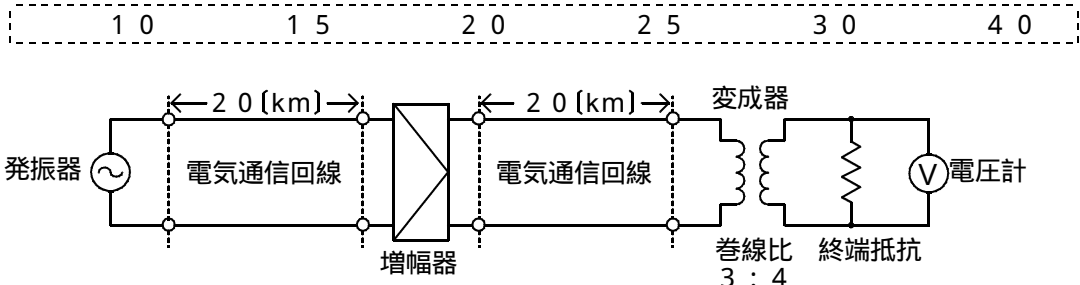 １０ １５ ２０ ２５ ３０ ４０
２０〔km〕 ２０〔km〕 変成器
発振器 電気通信回線 電気通信回線 V 電圧計
巻線比 終端抵抗
増幅器 ３：４